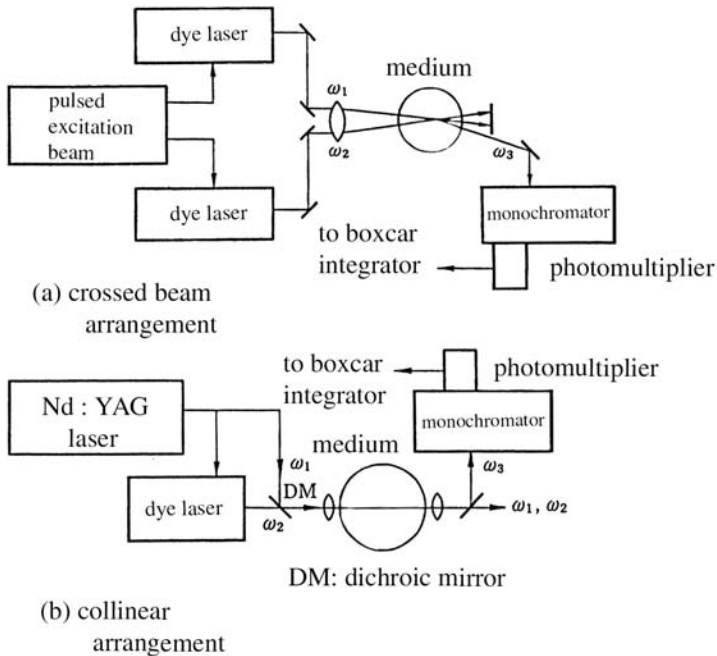 dye laser
medium
pulsed
excitation
beam
ω₁
ω₂
ω₃
dye laser
monochromator
to boxcar
integrator
photomultiplier
(a) crossed beam
arrangement
to boxcar
integrator
photomultiplier
Nd : YAG
laser
monochromator
medium
ω₁
ω₃
DM
dye laser
ω₂
ω₁, ω₂
DM: dichroic mirror
(b) collinear
arrangement